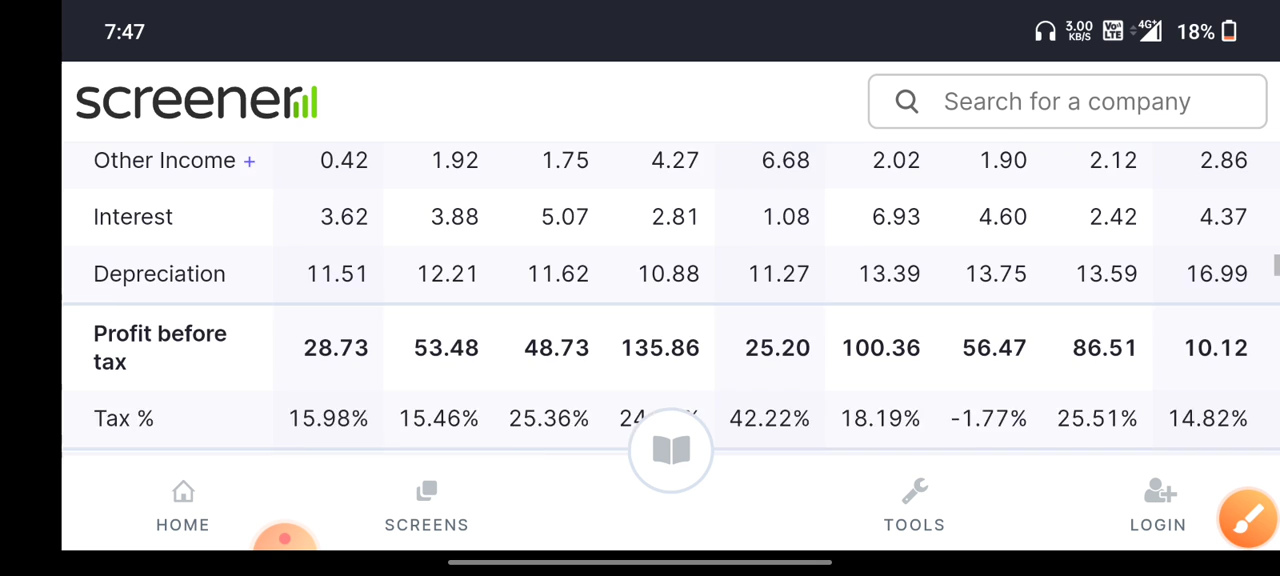 7:47 3.00 KB/S Vo LTE 4G+ 18%
screener Search for a company
Other Income + 0.42 1.92 1.75 4.27 6.68 2.02 1.90 2.12 2.86
Interest 3.62 3.88 5.07 2.81 1.08 6.93 4.60 2.42 4.37
Depreciation 11.51 12.21 11.62 10.88 11.27 13.39 13.75 13.59 16.99
Profit before
tax 28.73 53.48 48.73 135.86 25.20 100.36 56.47 86.51 10.12
Tax % 15.98% 15.46% 25.36% 42.22% 18.19% -1.77% 25.51% 14.82%
HOME SCREENS TOOLS LOGIN